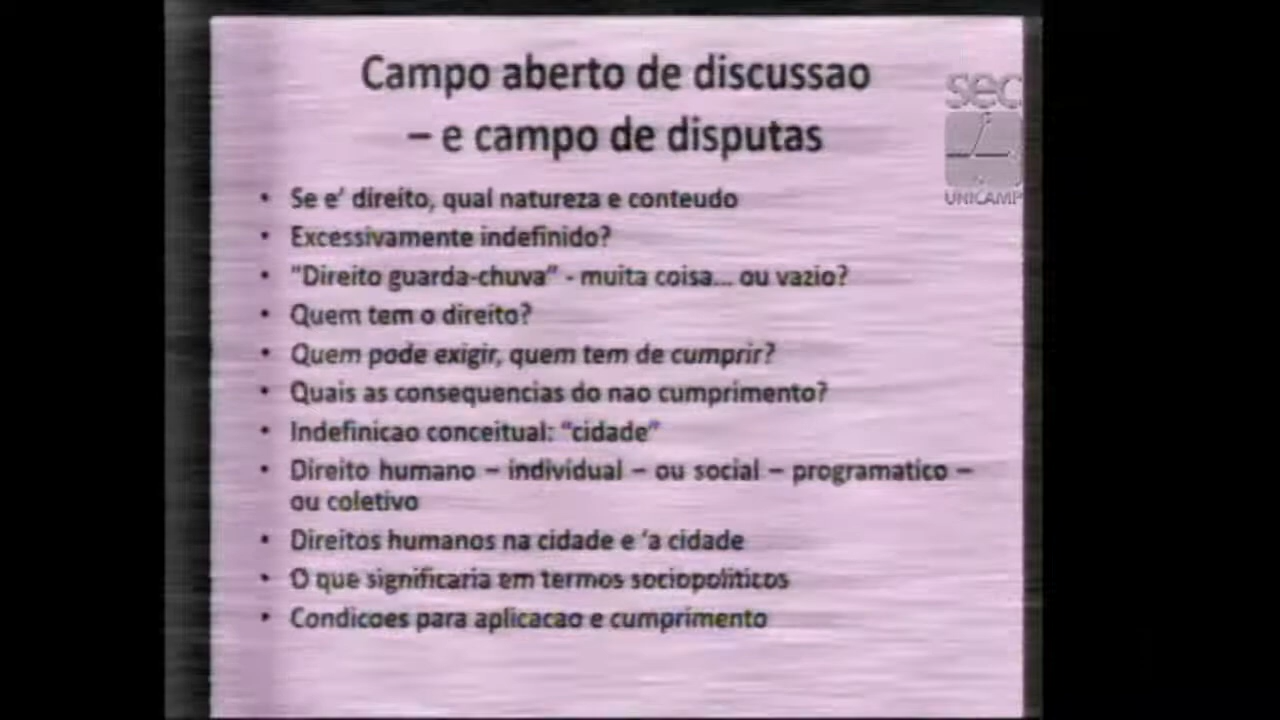 Campo aberto de discussao
– e campo de disputas
sec
UNICAMP
• Se e' direito, qual natureza e conteudo
• Excessivamente indefinido?
• "Direito guarda-chuva" - muita coisa... ou vazio?
• Quem tem o direito?
• Quem pode exigir, quem tem de cumprir?
• Quais as consequencias do nao cumprimento?
• Indefinicao conceitual: "cidade"
• Direito humano – individual – ou social – programatico –
ou coletivo
• Direitos humanos na cidade e 'a cidade
• O que significaria em termos sociopoliticos
• Condicoes para aplicacao e cumprimento